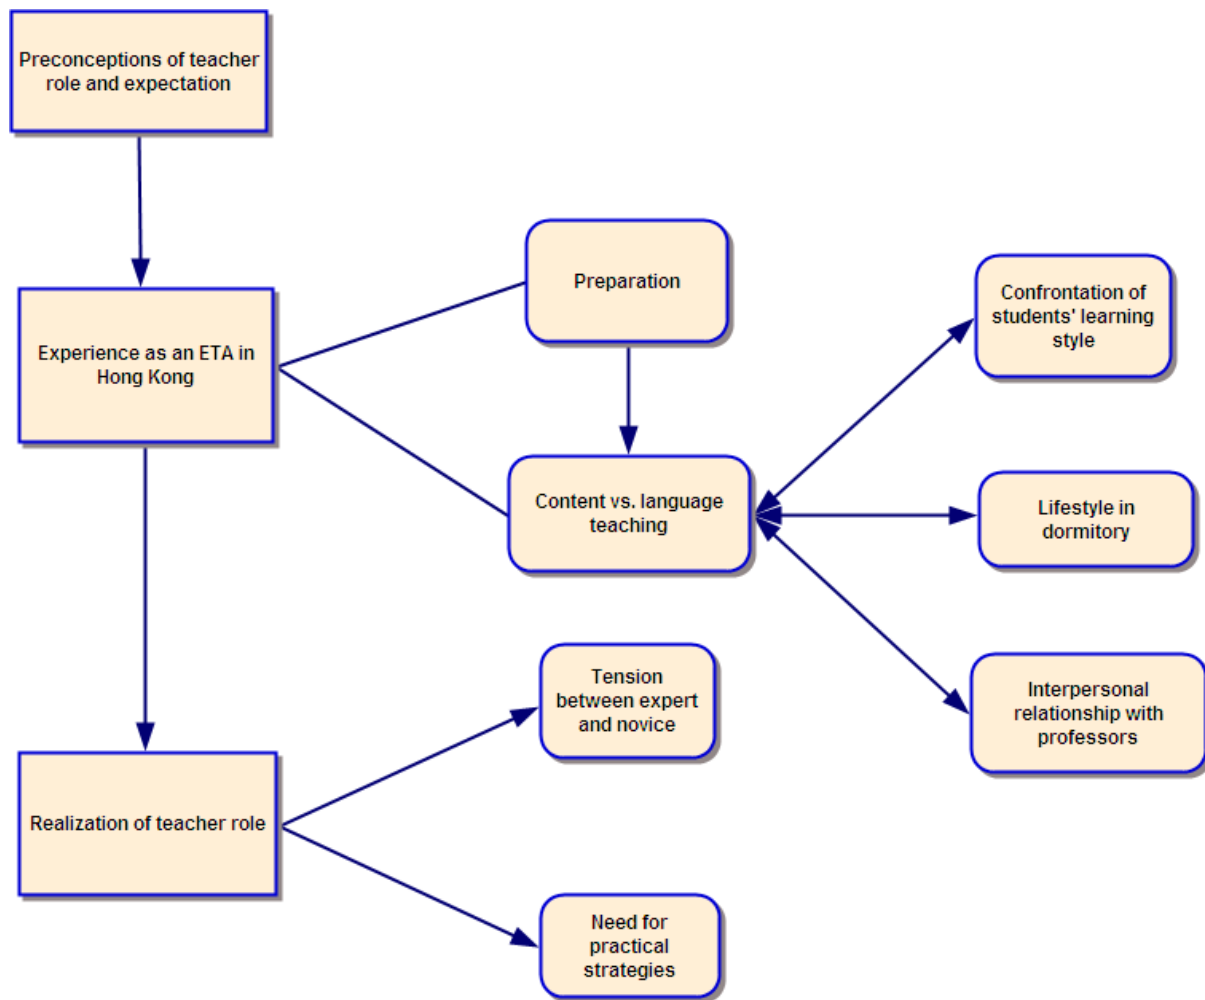 Preconceptions of teacher
role and expectation
Experience as an ETA in
Hong Kong
Preparation
Content vs. language
teaching
Confrontation of
students' learning
style
Lifestyle in
dormitory
Interpersonal
relationship with
professors
Realization of teacher role
Tension
between expert
and novice
Need for
practical
strategies